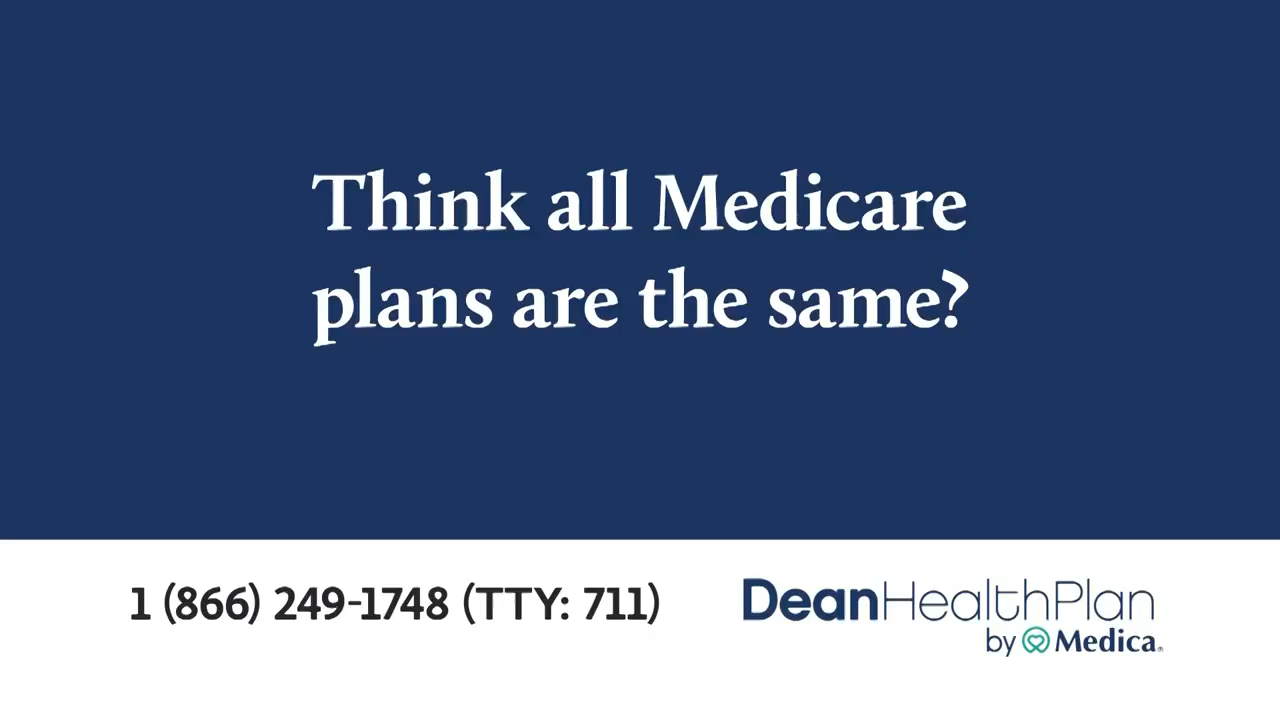 Think all Medicare
plans are the same?
1 (866) 249-1748 (TTY: 711)
DeanHealthPlan
by Medica®